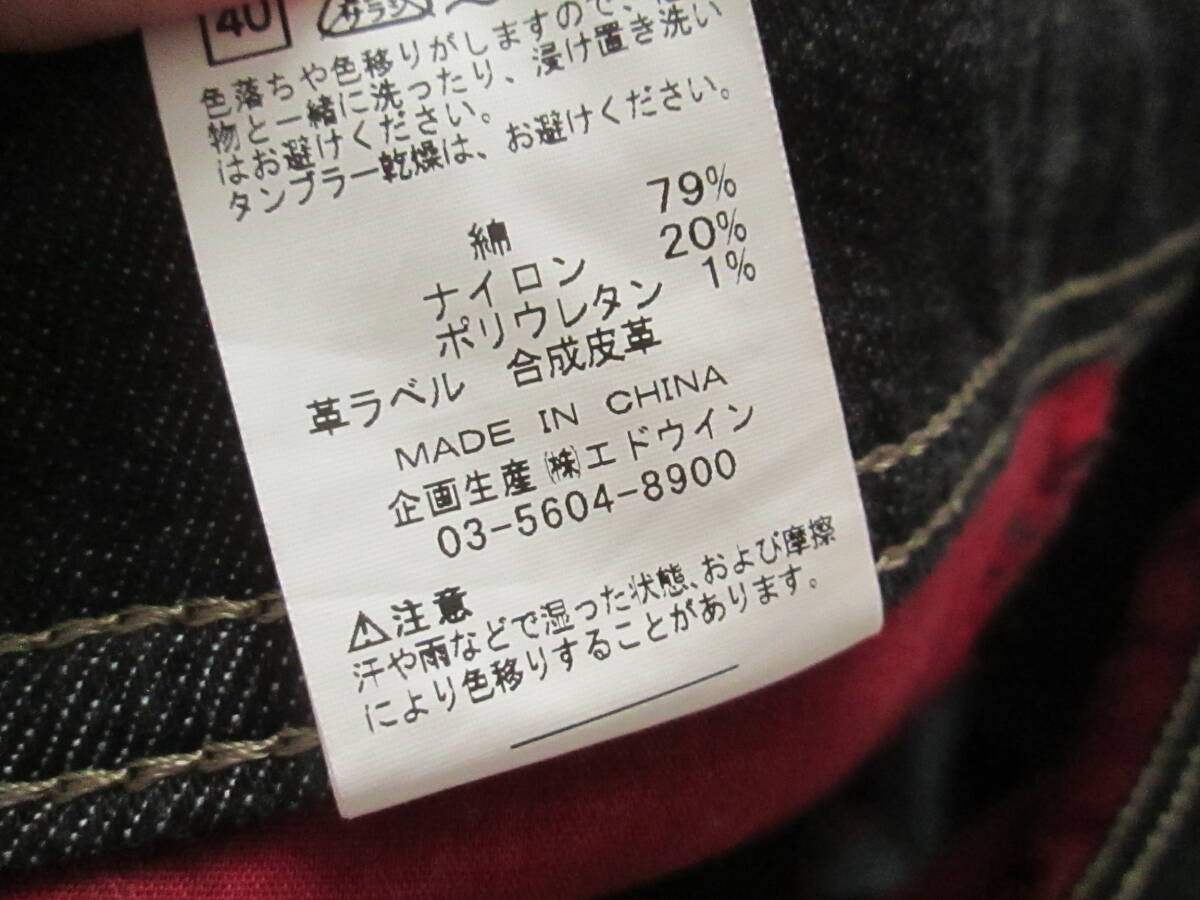 40
色落ちや色移りがしますので、
物と一緒に洗ったり、浸け置き洗い
はお避けください。
タンブラー乾燥は、お避けください。
綿 79%
ナイロン 20%
ポリウレタン 1%
革ラベル 合成皮革
MADE IN CHINA
企画生産 ㈱エドウイン
03-5604-8900
⚠注意
汗や雨などで湿った状態、および摩擦
により色移りすることがあります。